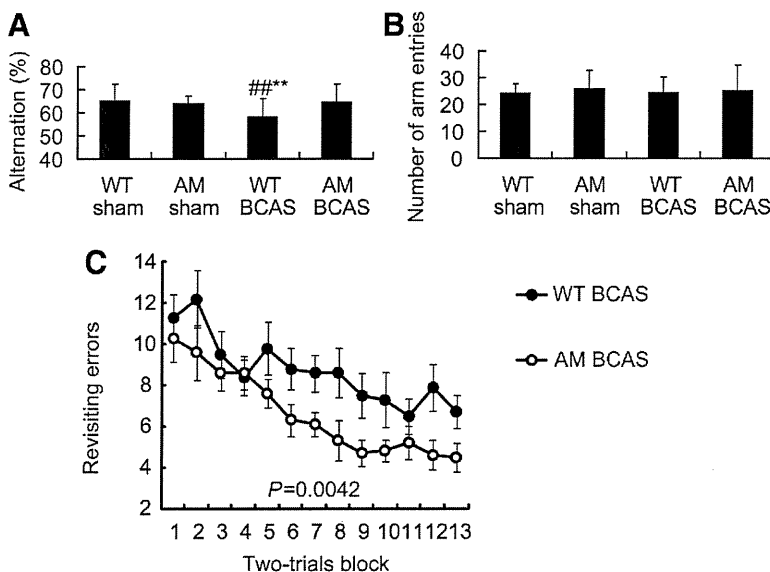 A
Alternation (%)
80
70
60
50
40
##**
WT sham
AM sham
WT BCAS
AM BCAS
B
Number of arm entries
40
30
20
10
0
WT sham
AM sham
WT BCAS
AM BCAS
C
Revisiting errors
14
12
10
8
6
4
2
P=0.0042
1 2 3 4 5 6 7 8 9 10 11 12 13
Two-trials block
WT BCAS
AM BCAS